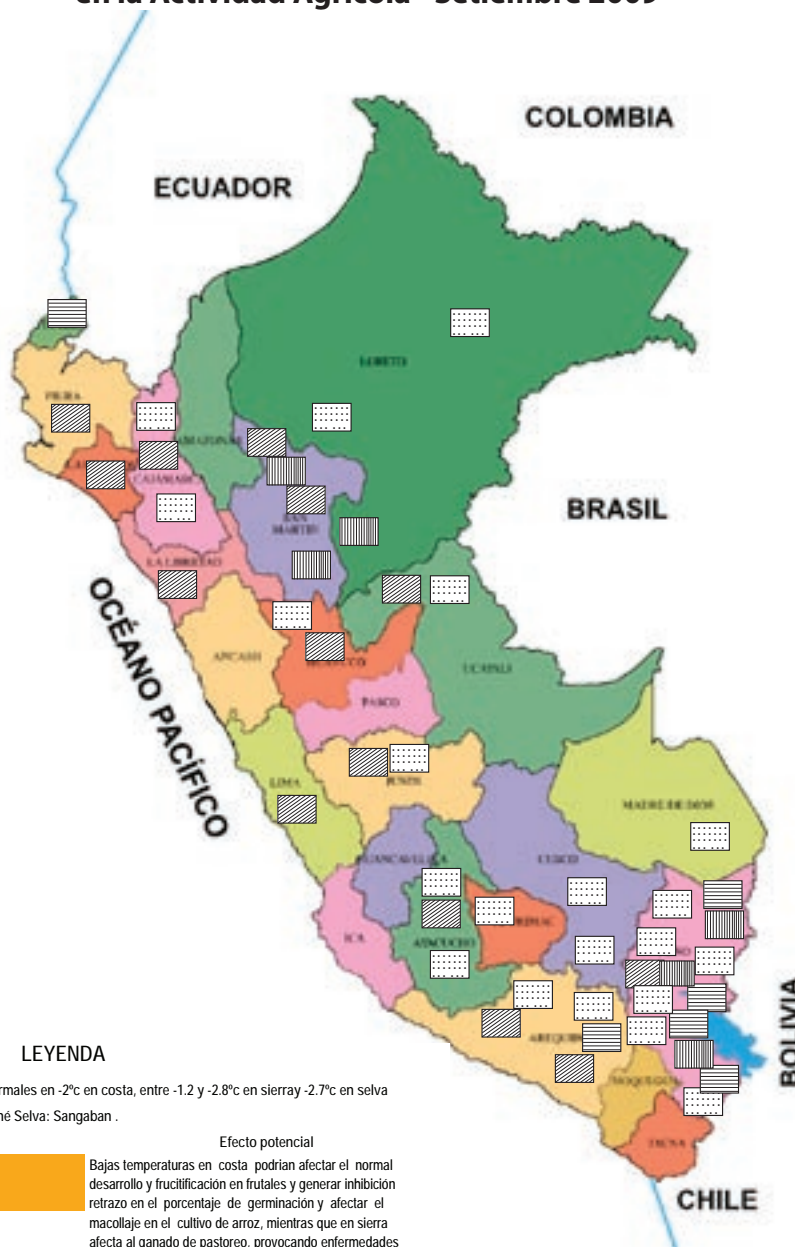 en la Actividad Agrícola - Setiembre 2009
COLOMBIA
ECUADOR
LORETO
PIURA
AMAZONAS
CAJAMARCA
SAN
MARTIN
BRASIL
LA LIBERTAD
OCÉANO PACÍFICO
ANCASH
HUANUCO
UCAYALI
PASCO
LIMA
JUNIN
MADRE DE DIOS
HUANCAVELICA
CUSCO
ICA
AYACUCHO
AREQUIPA
MOQUEGUA
BOLIVIA
TACNA
CHILE
LEYENDA
rmales en -2ºc en costa, entre -1.2 y -2.8ºc en sierray -2.7ºc en selva
né Selva: Sangaban .
Efecto potencial
Bajas temperaturas en costa podrian afectar el normal
desarrollo y frucitificación en frutales y generar inhibición
retrazo en el porcentaje de germinación y afectar el
macollaje en el cultivo de arroz, mientras que en sierra
afecta al ganado de pastoreo, provocando enfermedades